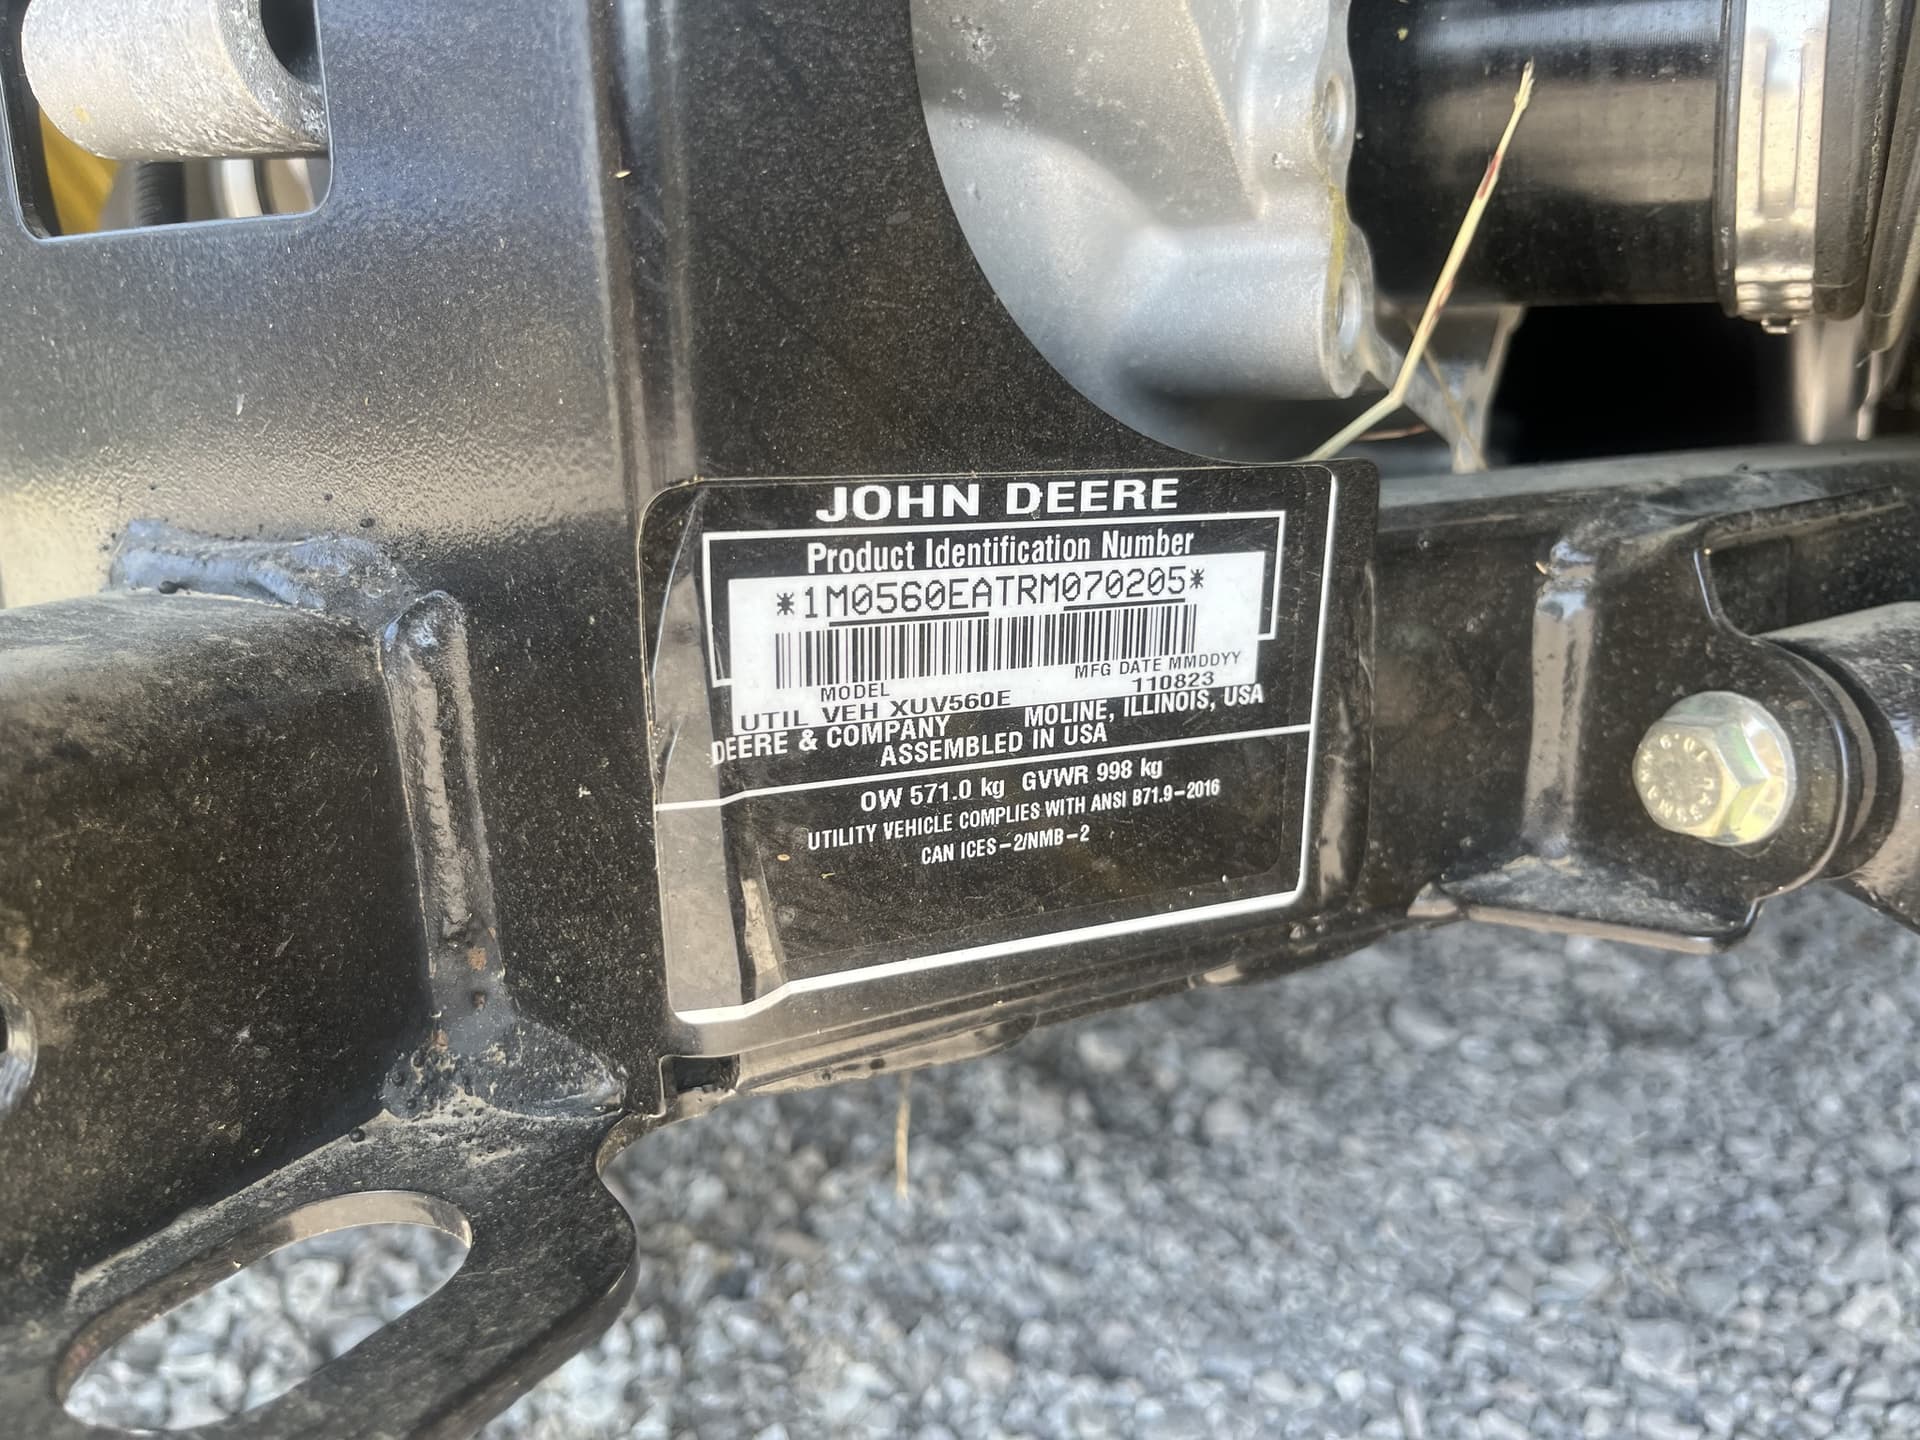 JOHN DEERE
Product Identification Number
*1M0560EATRM070205*
MODEL MFG DATE MMDDYY
UTIL VEH XUV560E 110823
DEERE & COMPANY MOLINE, ILLINOIS, USA
ASSEMBLED IN USA
OW 571.0 kg GVWR 998 kg
UTILITY VEHICLE COMPLIES WITH ANSI B71.9-2016
CAN ICES-2/NMB-2
10.9